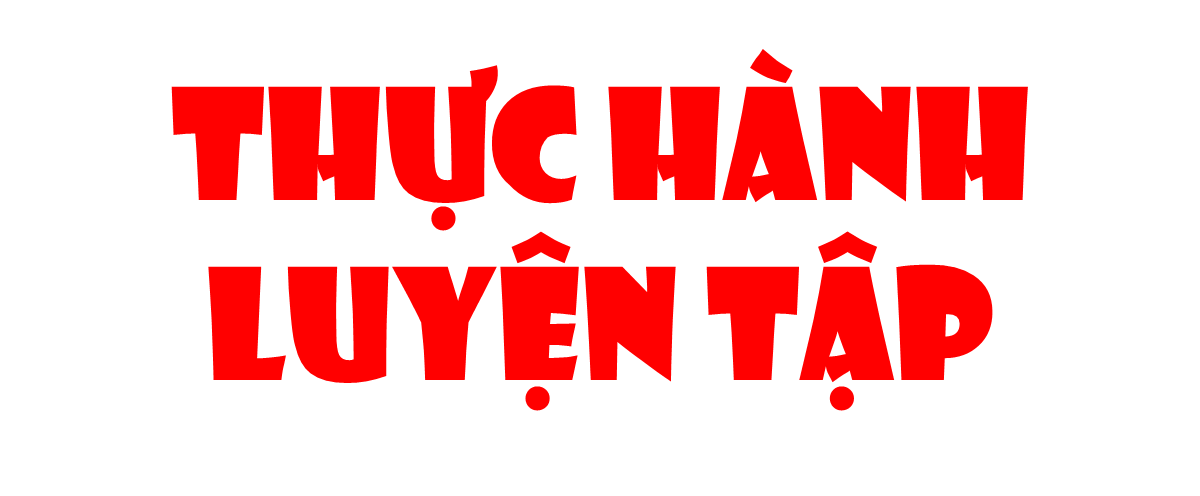 THỰC HÀNH
LUYỆN TẬP